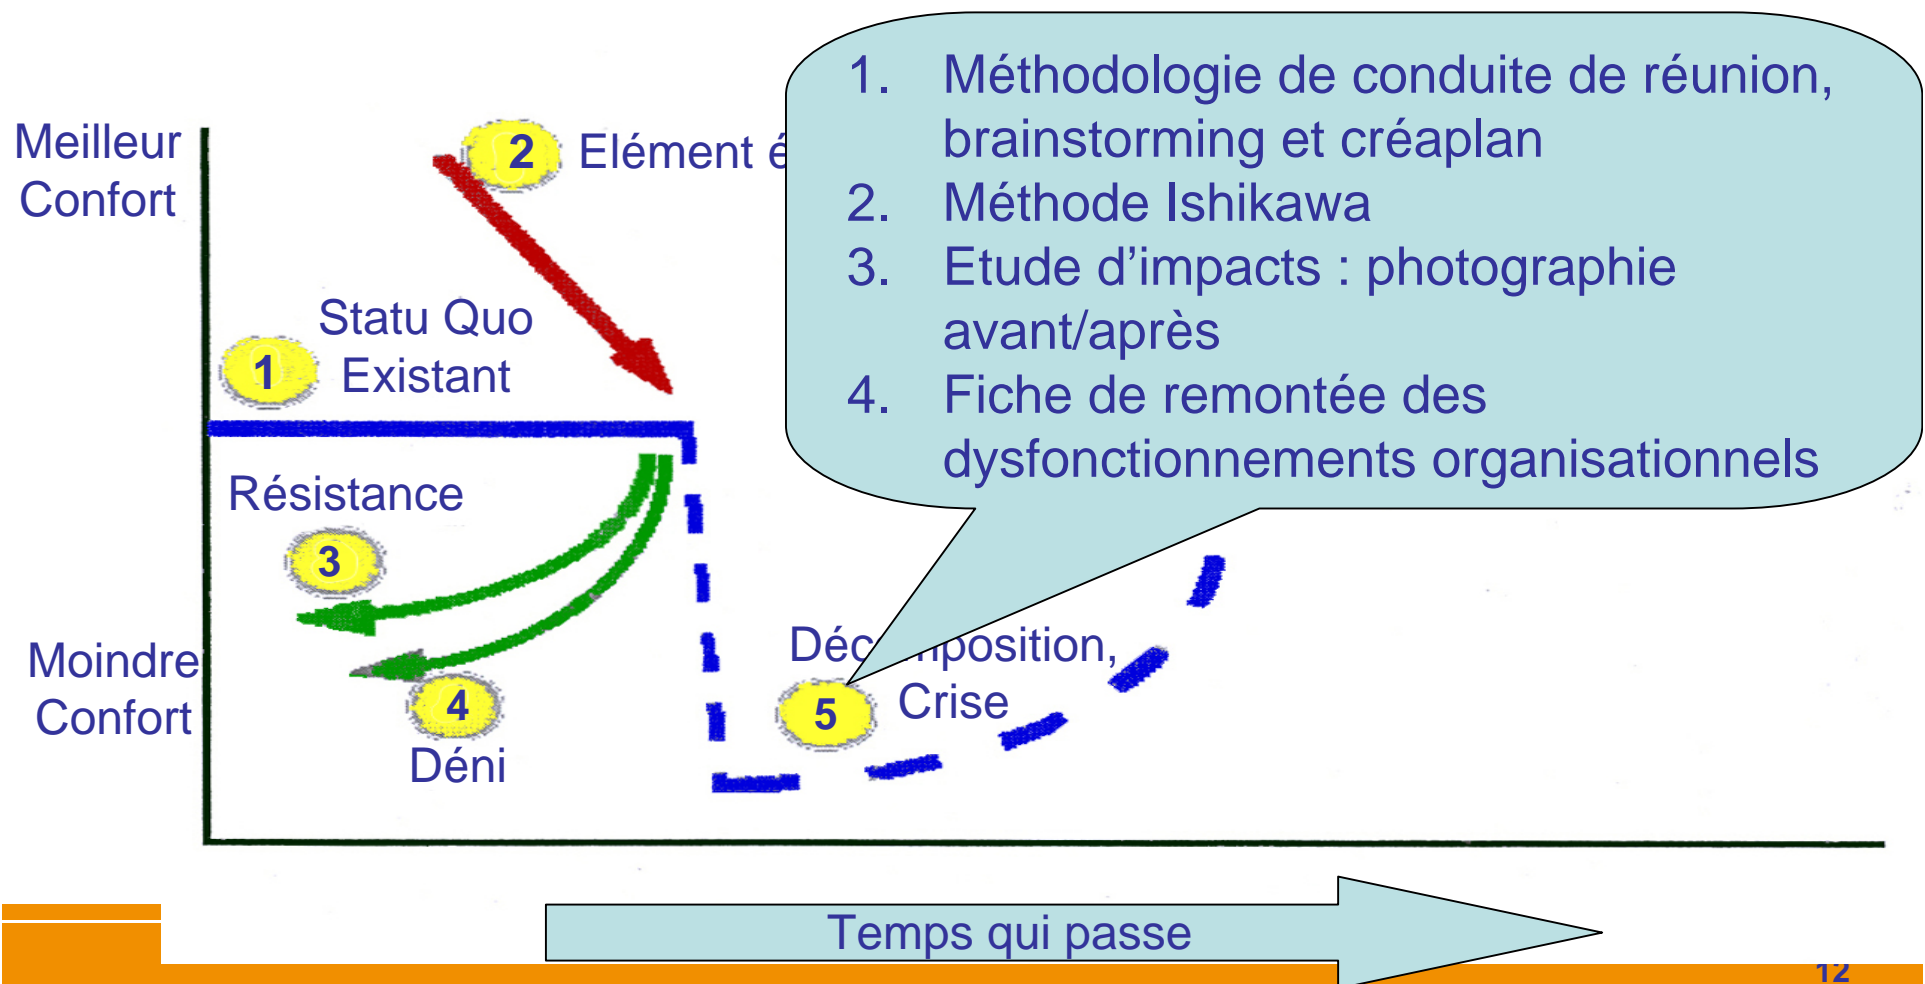 1. Méthodologie de conduite de réunion,
brainstorming et créaplan
2. Méthode Ishikawa
3. Etude d’impacts : photographie
avant/après
4. Fiche de remontée des
dysfonctionnements organisationnels
Meilleur
Confort
2 Elément
Statu Quo
1 Existant
Résistance
3
Moindre
Confort
4
Déni
Crise
5
Temps qui passe
12